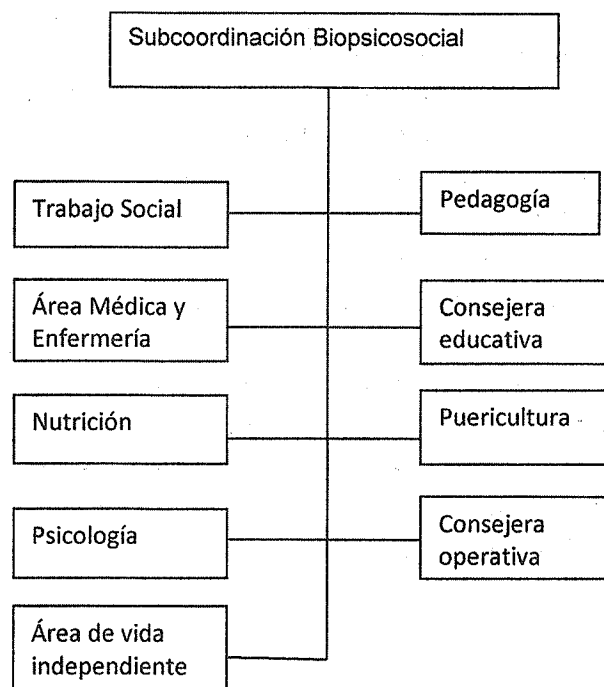 Subcoordinación Biopsicosocial
Trabajo Social
Pedagogía
Área Médica y
Enfermería
Consejera
educativa
Nutrición
Puericultura
Psicología
Consejera
operativa
Área de vida
independiente